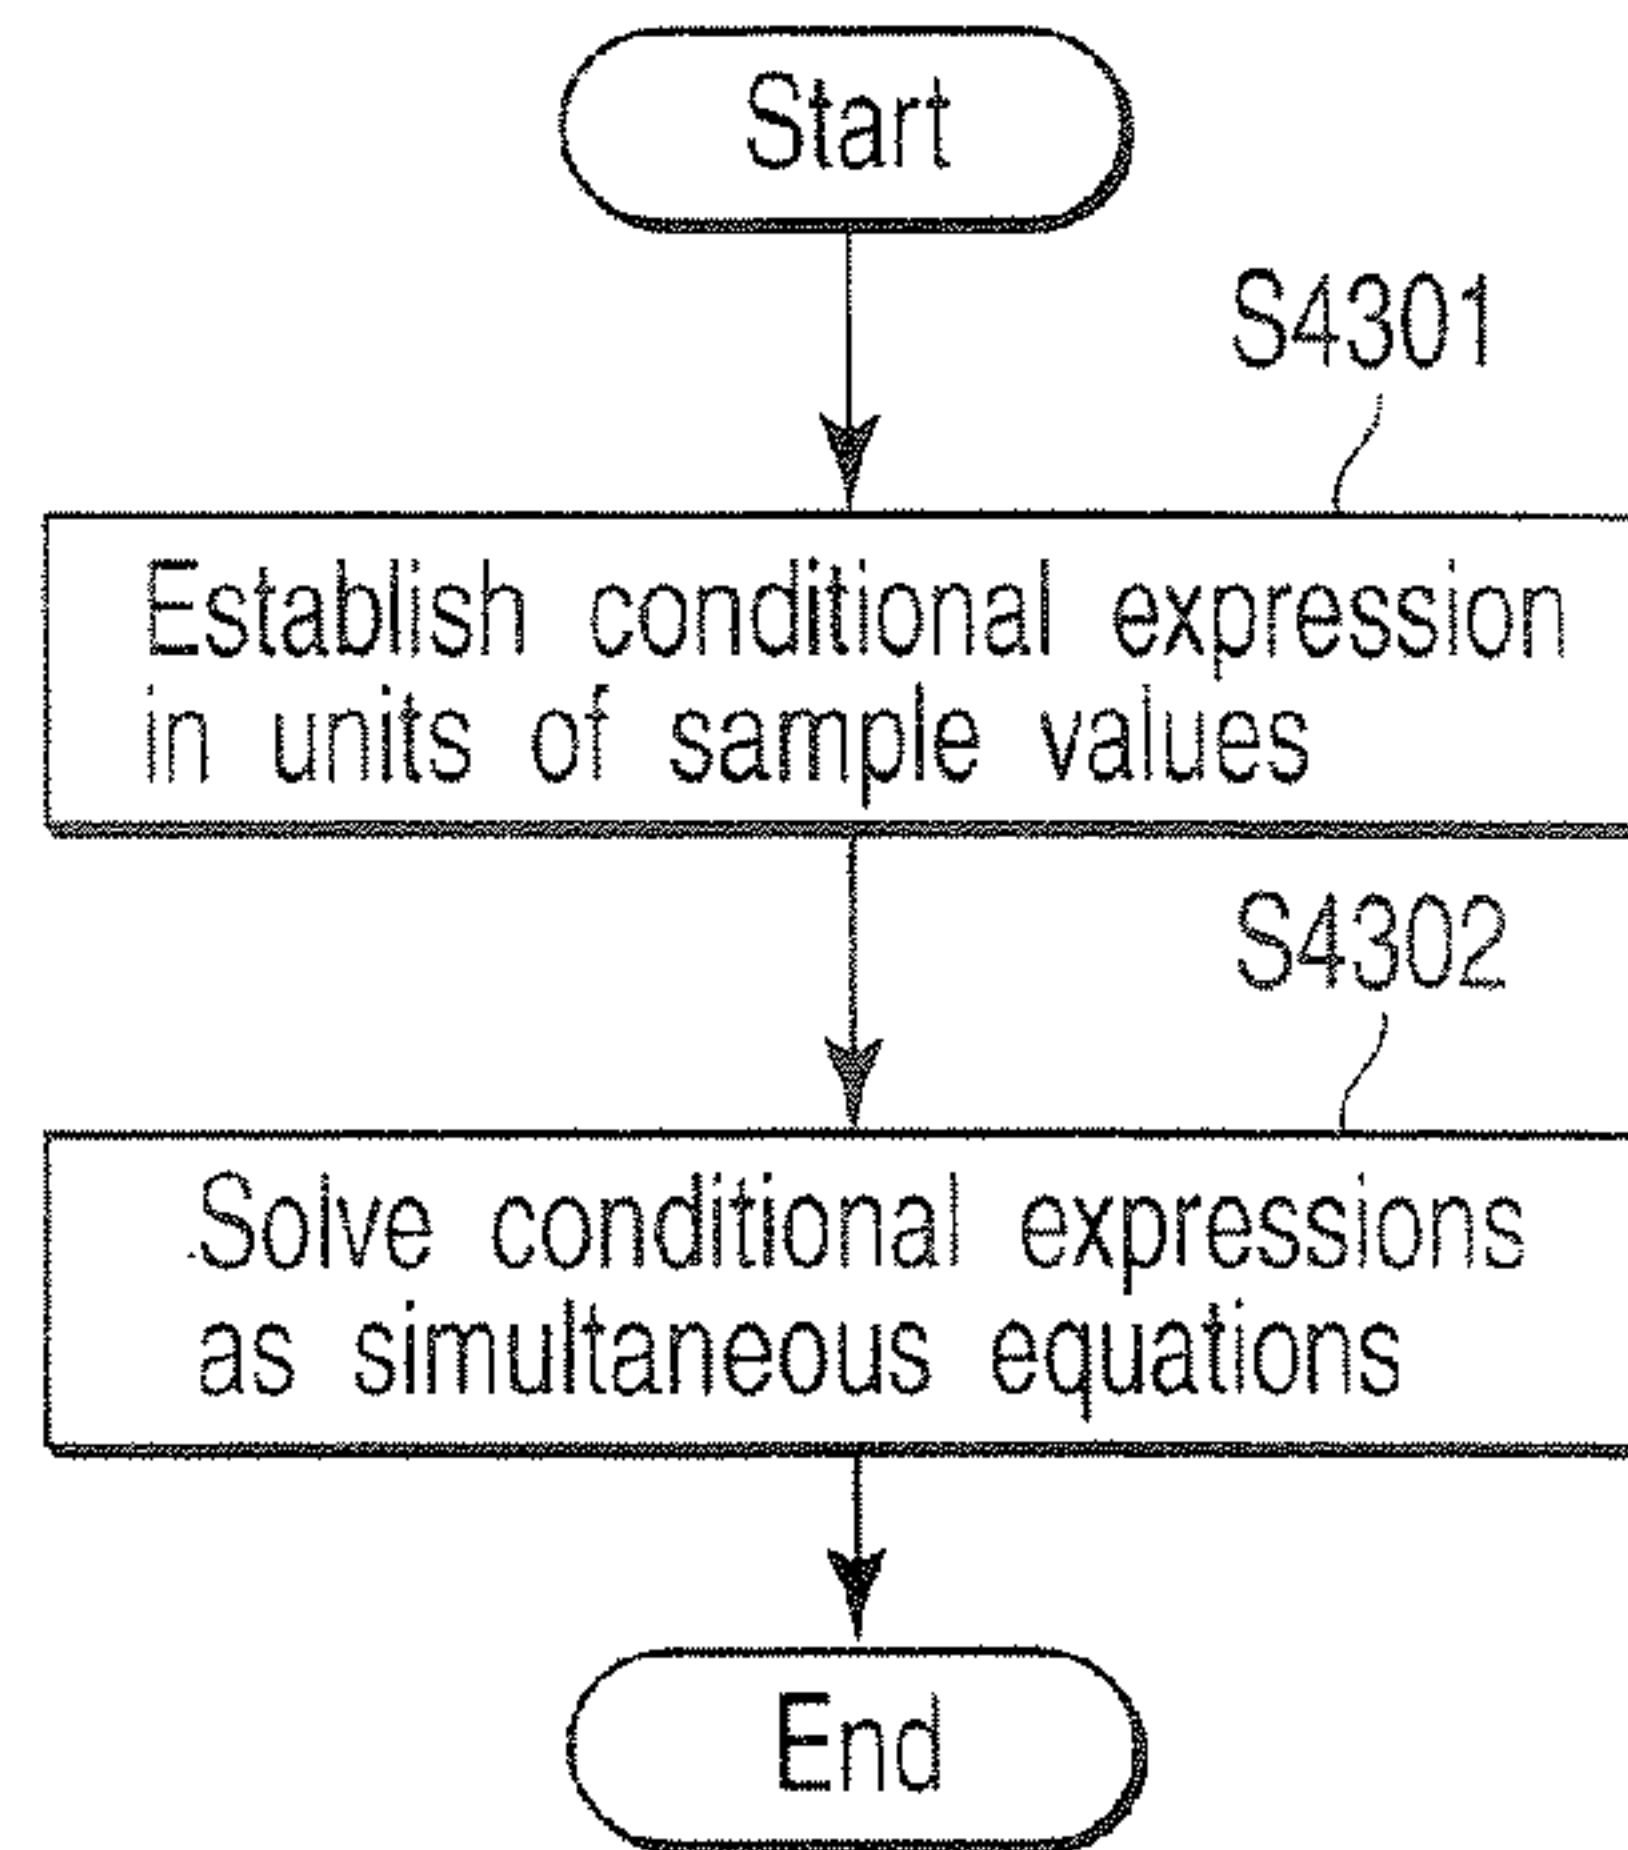 Start
S4301
Establish conditional expression
in units of sample values
S4302
Solve conditional expressions
as simultaneous equations
End